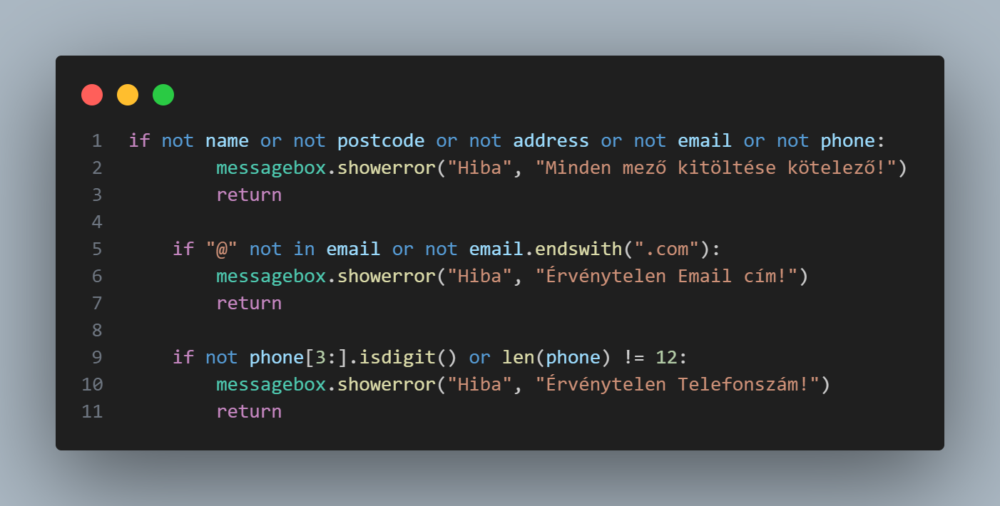 1 if not name or not postcode or not address or not email or not phone:
2         messagebox.showerror("Hiba", "Minden mező kitöltése kötelező!")
3         return
4
5     if "@" not in email or not email.endswith(".com"):
6         messagebox.showerror("Hiba", "Érvénytelen Email cím!")
7         return
8
9     if not phone[3:].isdigit() or len(phone) != 12:
10         messagebox.showerror("Hiba", "Érvénytelen Telefonszám!")
11         return